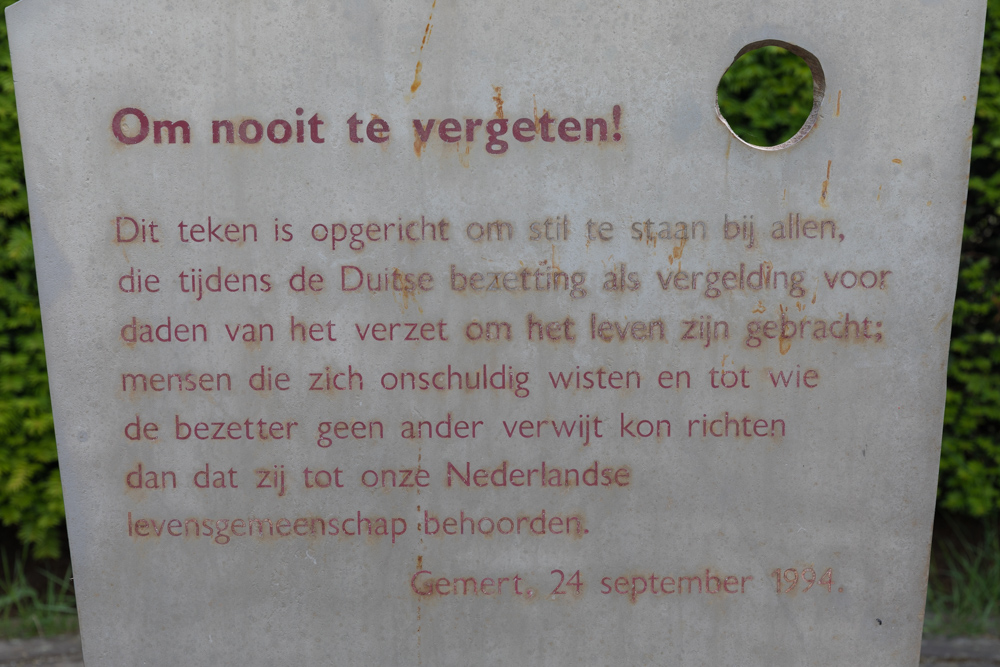 Om nooit te vergeten!
Dit teken is opgericht om stil te staan bij allen,
die tijdens de Duitse bezetting als vergelding voor
daden van het verzet om het leven zijn gebracht;
mensen die zich onschuldig wisten en tot wie
de bezetter geen ander verwijt kon richten
dan dat zij tot onze Nederlandse
levensgemeenschap behoorden.
Gemert, 24 september 1994.